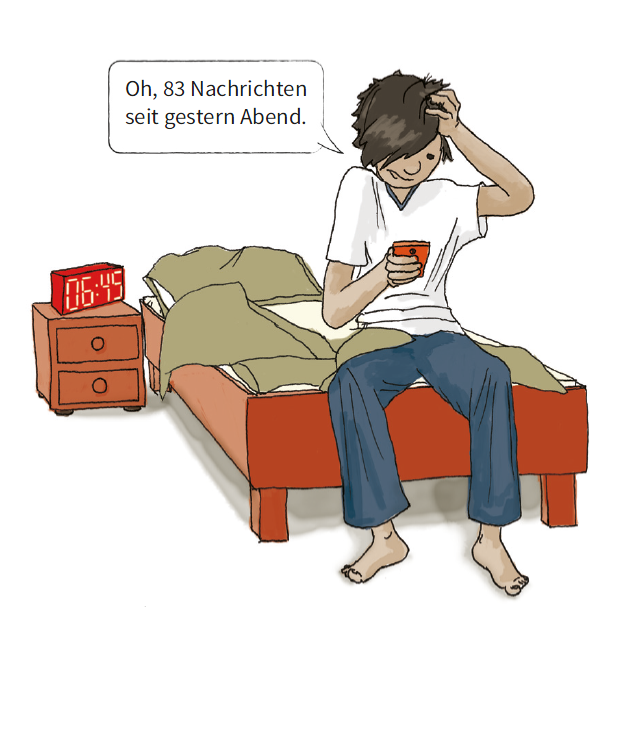 Oh, 83 Nachrichten
seit gestern Abend.
06:45